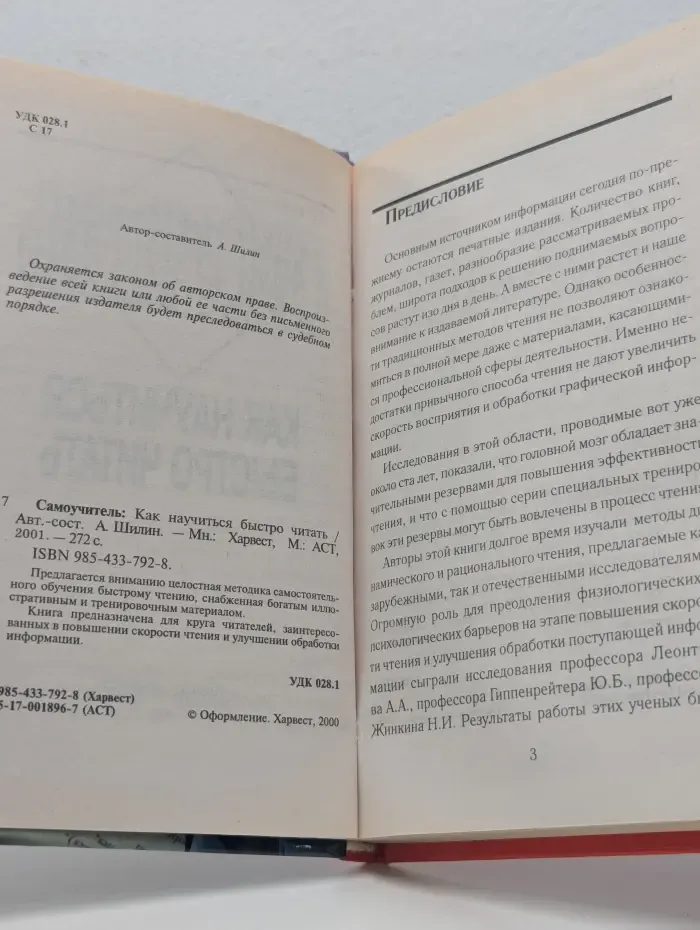 УДК 028.1
С 17
Автор-составитель А. Шилин
Охраняется законом об авторском праве. Воспроиз-
ведение всей книги или любой ее части без письменного
разрешения издателя будет преследоваться в судебном
порядке.
7
Самоучитель: Как научиться быстро читать /
Авт.-сост. А. Шилин. — Мн.: Харвест, М.: АСТ,
2001. — 272 с.
ISBN 985-433-792-8.
Предлагается вниманию целостная методика самостоятель-
ного обучения быстрому чтению, снабженная богатым иллю-
стративным и тренировочным материалом.
Книга предназначена для круга читателей, заинтересо-
ванных в повышении скорости чтения и улучшении обработки
информации.
УДК 028.1
985-433-792-8 (Харвест)
5-17-001896-7 (АСТ)
© Оформление. Харвест, 2000
ПРЕДИСЛОВИЕ
Основным источником информации сегодня по-пре-
жнему остаются печатные издания. Количество книг,
журналов, газет, разнообразие рассматриваемых про-
блем, широта подходов к решению поднимаемых вопро-
сов растут изо дня в день. А вместе с ними растет и наше
внимание к издаваемой литературе. Однако особеннос-
ти традиционных методов чтения не позволяют ознако-
миться в полной мере даже с материалами, касающими-
ся профессиональной сферы деятельности. Именно не-
достатки привычного способа чтения не дают увеличить
скорость восприятия и обработки графической инфор-
мации.
Исследования в этой области, проводимые вот уже
около ста лет, показали, что головной мозг обладает зна-
чительными резервами для повышения эффективност
чтения, и что с помощью серии специальных трениро
вок эти резервы могут быть вовлечены в процесс чтени
Авторы этой книги долгое время изучали методы ди
намического и рационального чтения, предлагаемые ка
зарубежными, так и отечественными исследователям
Огромную роль для преодоления физиологических
психологических барьеров на этапе повышения скоро
ти чтения и улучшения обработки поступающей инфо
мации сыграли исследования профессора Леонт
ва А.А., профессора Гиппенрейтера Ю.Б., професс
Жинкина Н.И. Результаты работы этих ученых б
3